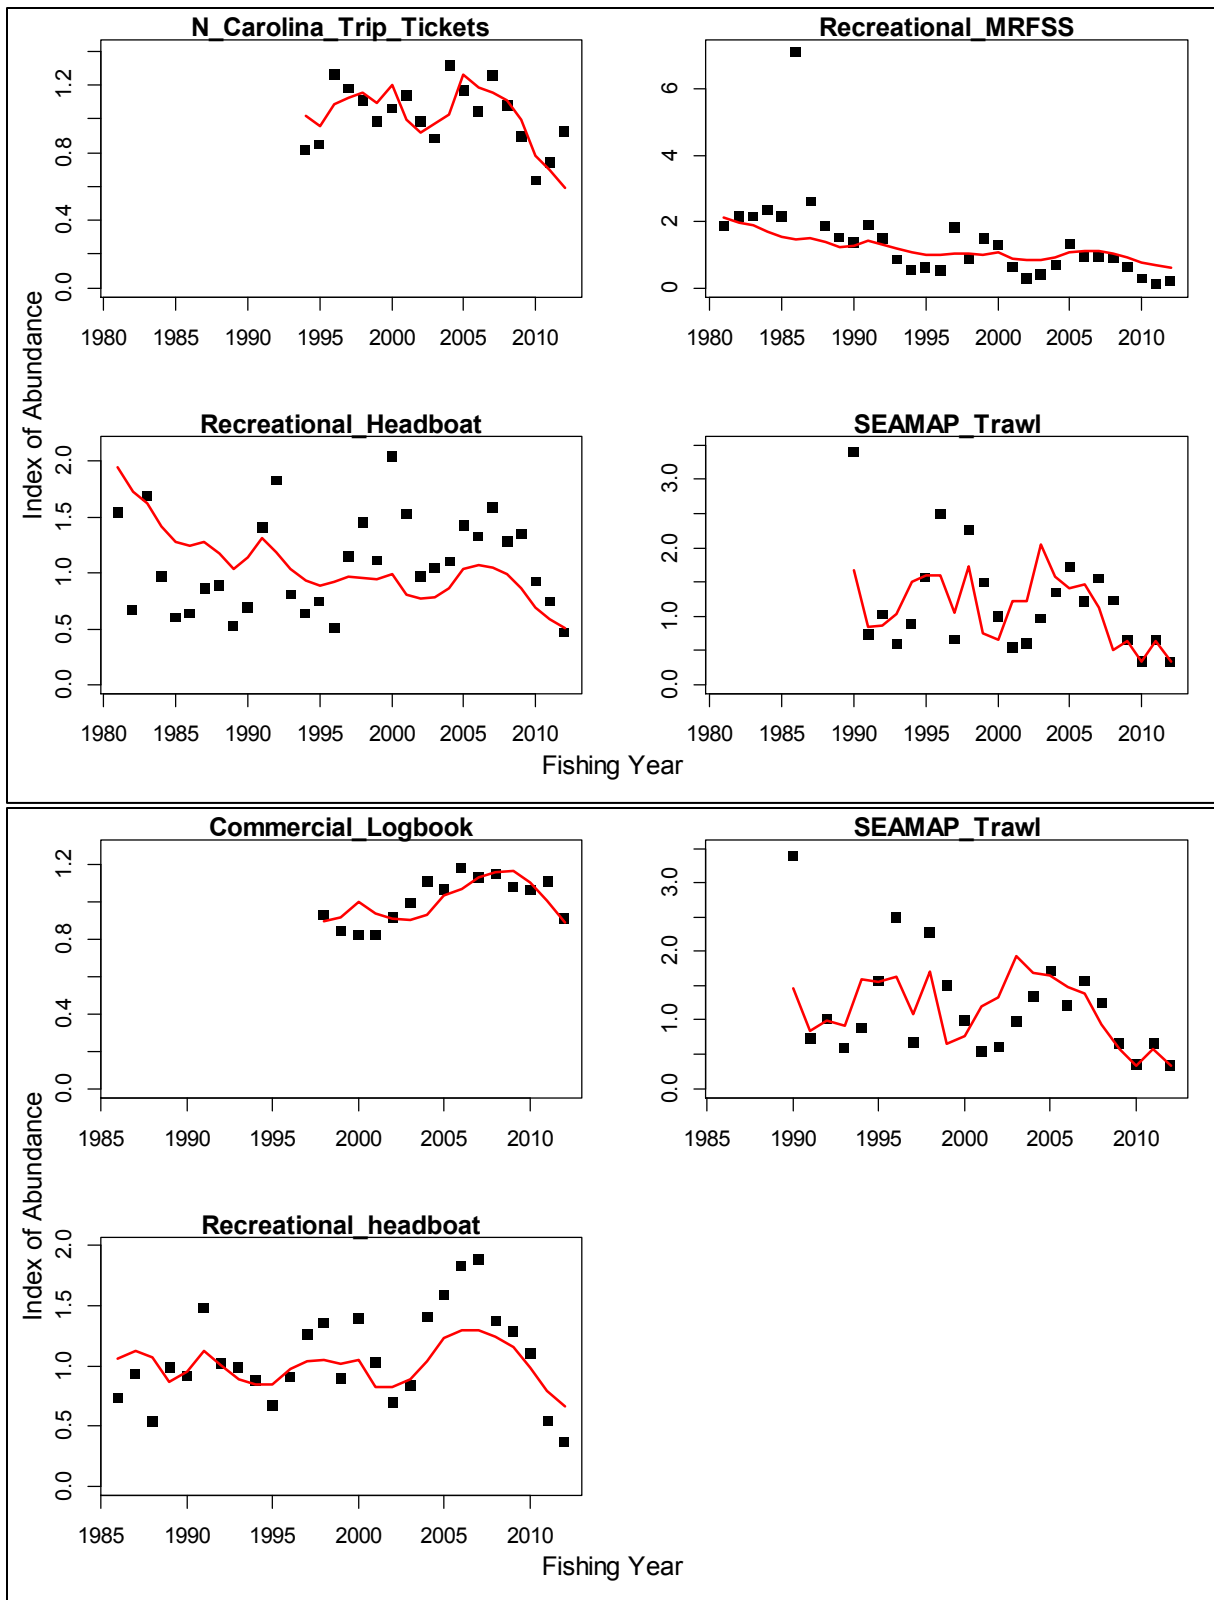 N_Carolina_Trip_Tickets
Recreational_MRFSS
0.0 0.4 0.8 1.2
0 2 4 6
1980 1985 1990 1995 2000 2005 2010
1980 1985 1990 1995 2000 2005 2010
Index of Abundance
Recreational_Headboat
SEAMAP_Trawl
0.0 0.5 1.0 1.5 2.0
0.0 1.0 2.0 3.0
1980 1985 1990 1995 2000 2005 2010
1980 1985 1990 1995 2000 2005 2010
Fishing Year
Commercial_Logbook
SEAMAP_Trawl
0.0 0.4 0.8 1.2
0.0 1.0 2.0 3.0
1985 1990 1995 2000 2005 2010
1985 1990 1995 2000 2005 2010
Index of Abundance
Recreational_headboat
0.0 0.5 1.0 1.5 2.0
1985 1990 1995 2000 2005 2010
Fishing Year